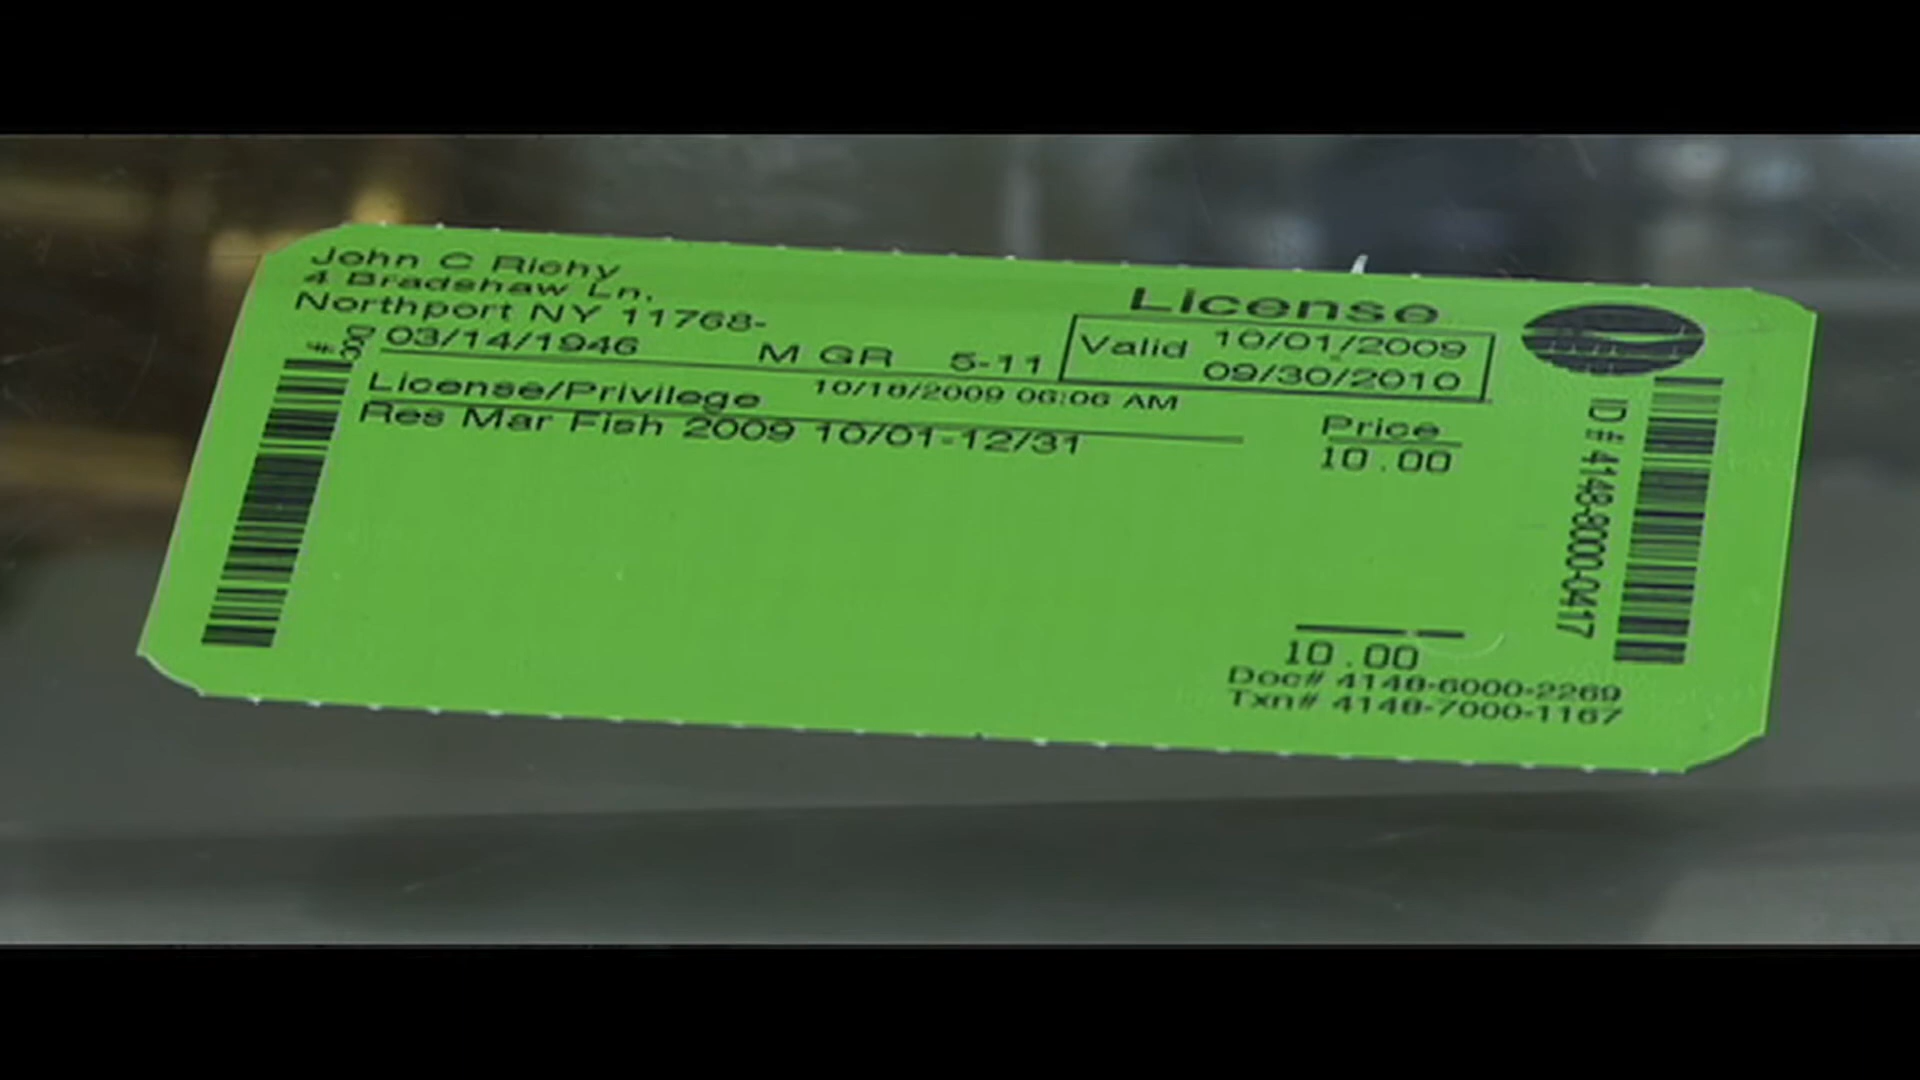 John C Richy
4 Bradshaw Ln.
Northport NY 11768-
03/14/1946 M GR 5-11
License
Valid 10/01/2009
09/30/2010
License/Privilege 10/16/2009 06:06 AM
Res Mar Fish 2009 10/01-12/31
Price
10.00
10.00
Doc# 4148-6000-2269
Txn# 4148-7000-1167
DOC #
ID # 4148-8000-0417